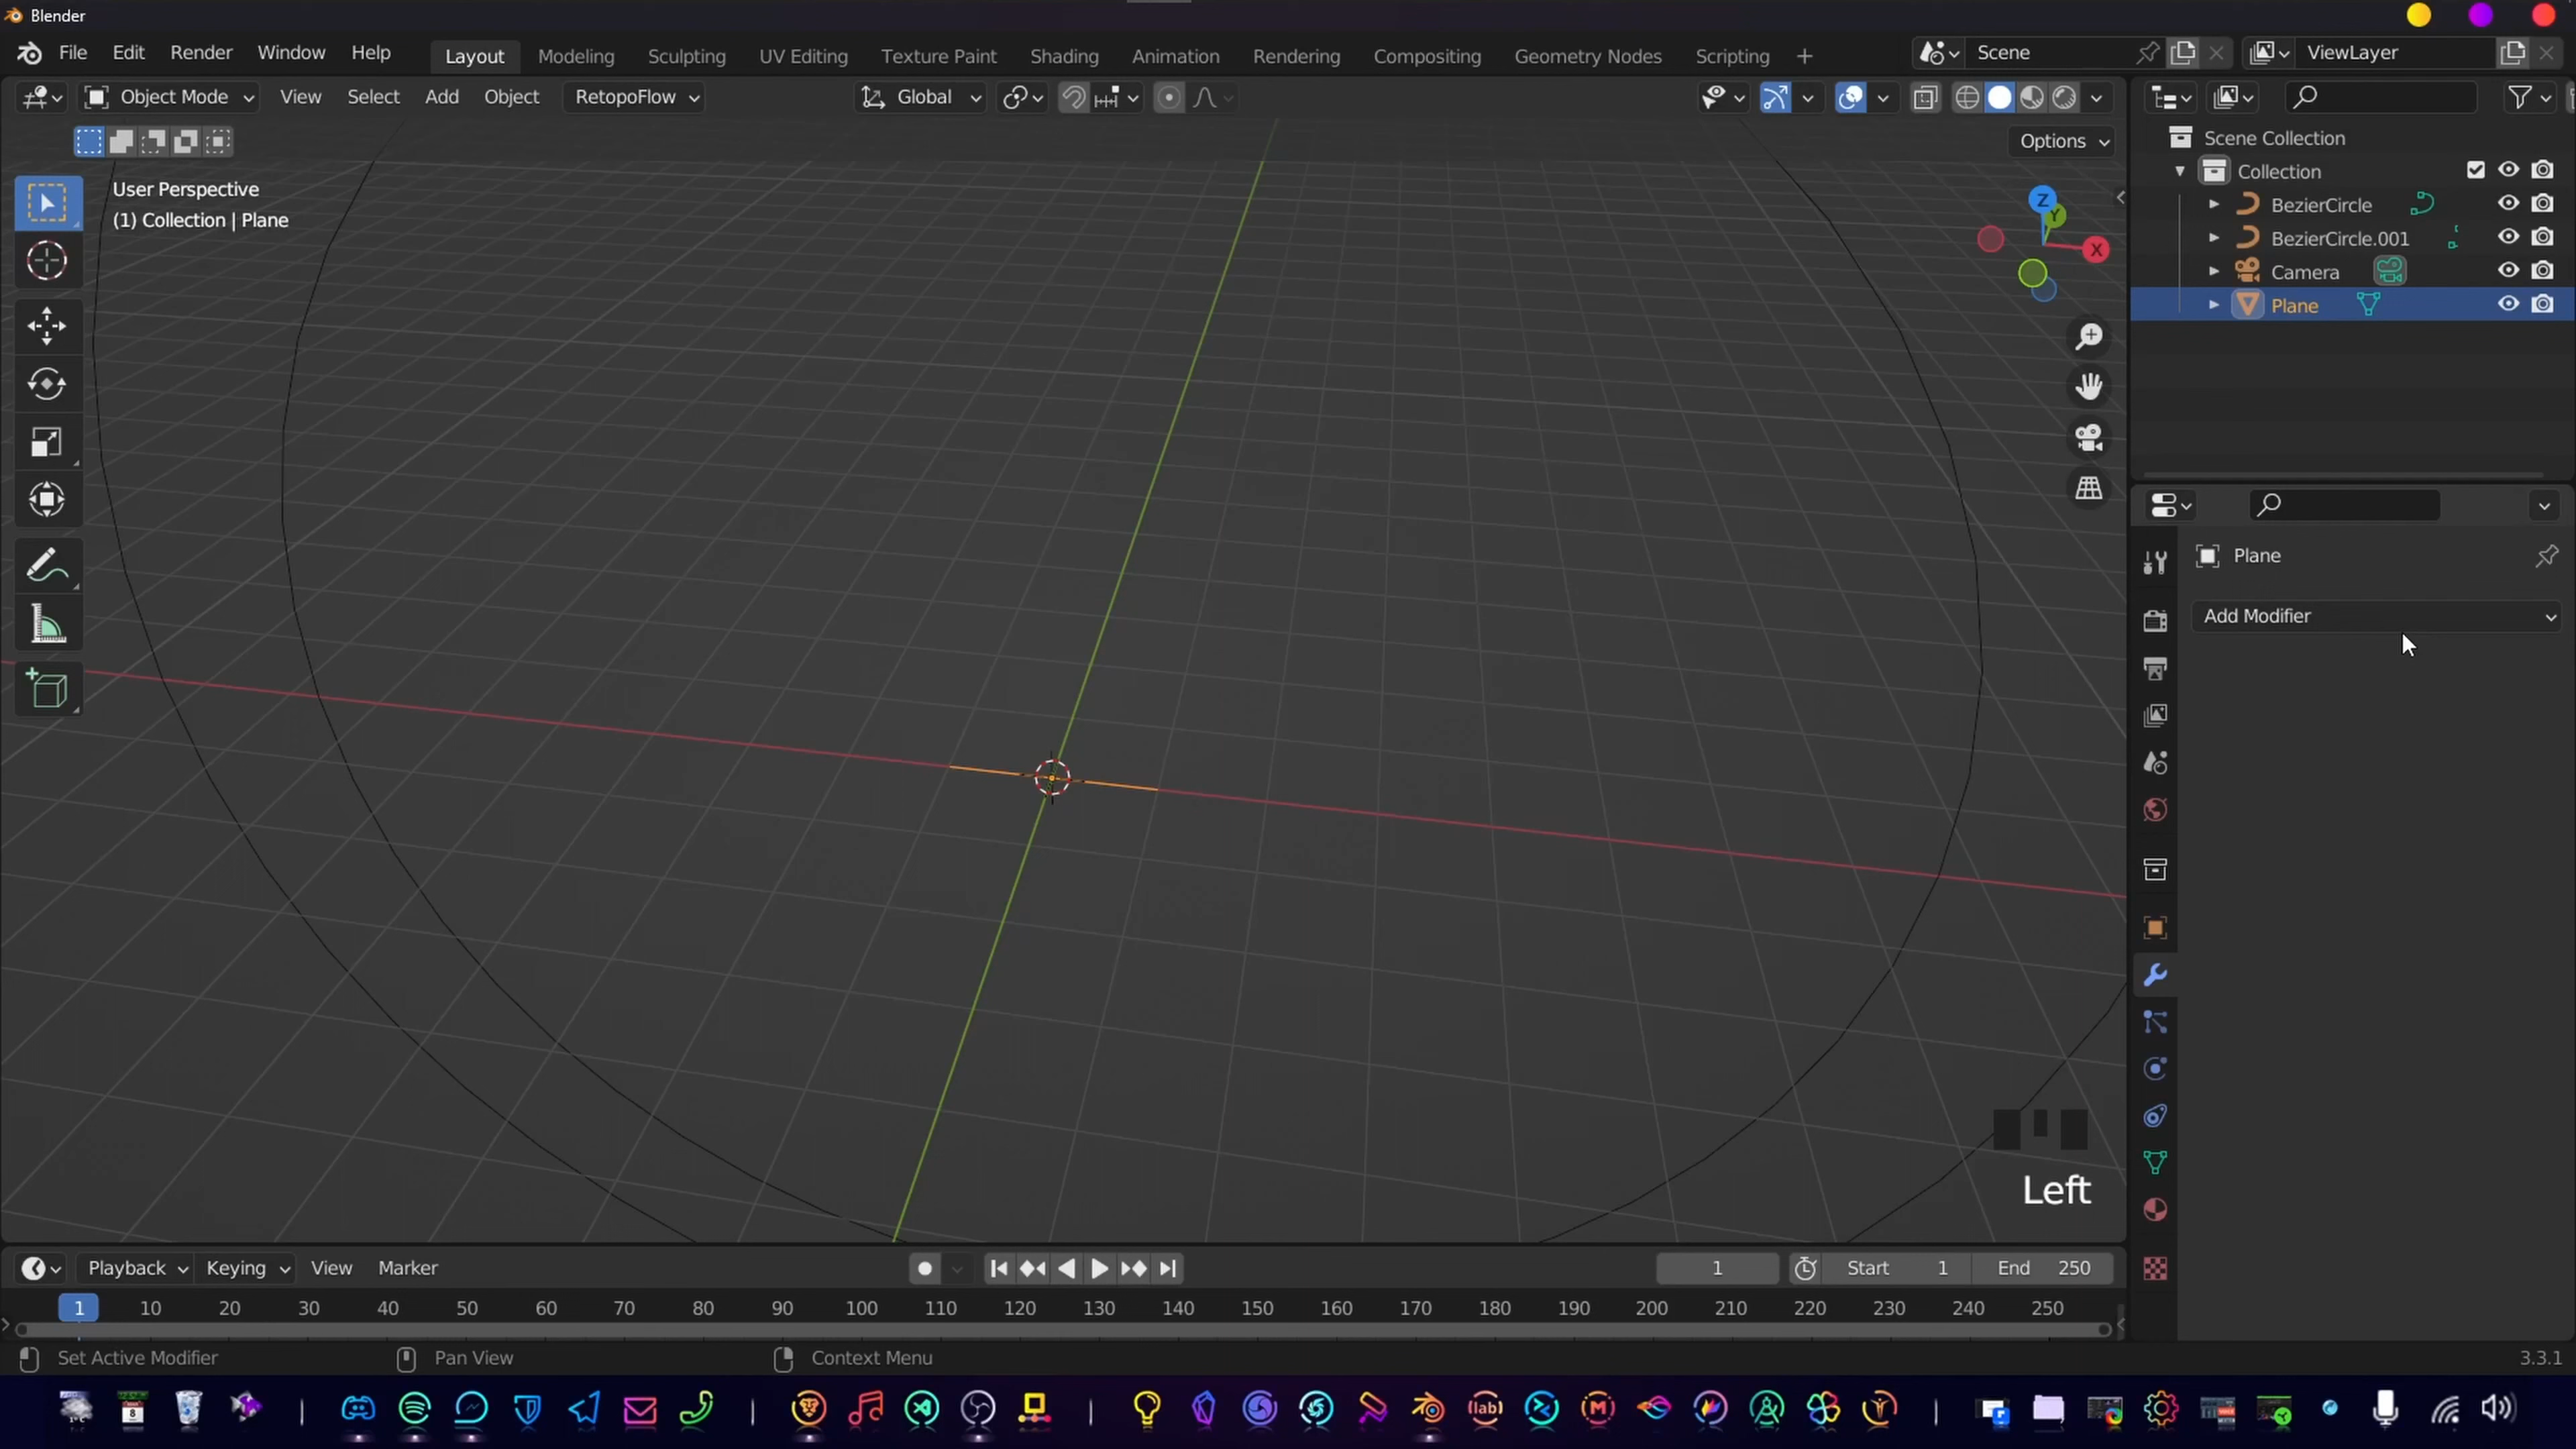 Blender
File Edit Render Window Help Layout Modeling Sculpting UV Editing Texture Paint Shading Animation Rendering Compositing Geometry Nodes Scripting + Scene ViewLayer
Object Mode View Select Add Object RetopoFlow Global
Options
Scene Collection
Collection
BezierCircle
BezierCircle.001
Camera
Plane
User Perspective
(1) Collection | Plane
Z
Y
X
Plane
Add Modifier
Left
Playback Keying View Marker 1 Start 1 End 250
1 10 20 30 40 50 60 70 80 90 100 110 120 130 140 150 160 170 180 190 200 210 220 230 240 250
Set Active Modifier Pan View Context Menu 3.3.1
8 lab